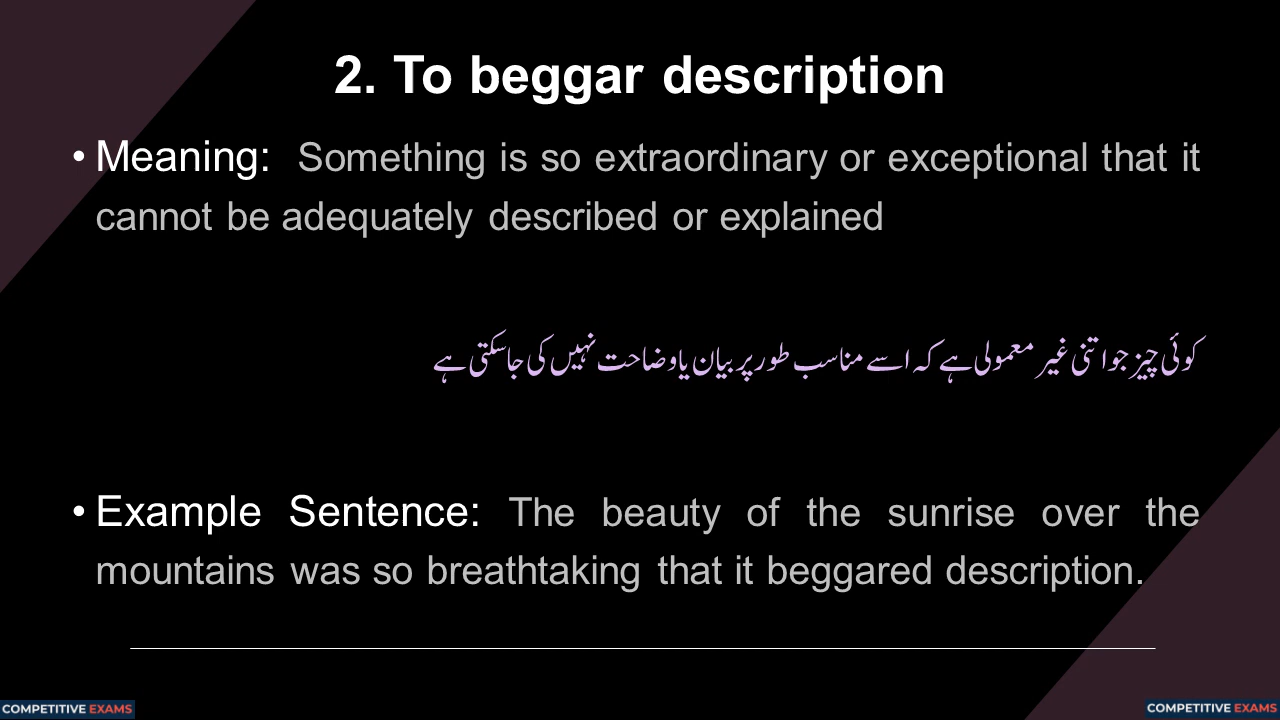 2. To beggar description
• Meaning: Something is so extraordinary or exceptional that it
cannot be adequately described or explained
کوئی چیز جو اتنی غیر معمولی ہے کہ اسے مناسب طور پر بیان یا وضاحت نہیں کی جا سکتی ہے
• Example Sentence: The beauty of the sunrise over the
mountains was so breathtaking that it beggared description.
COMPETITIVE EXAMS
COMPETITIVE EXAMS